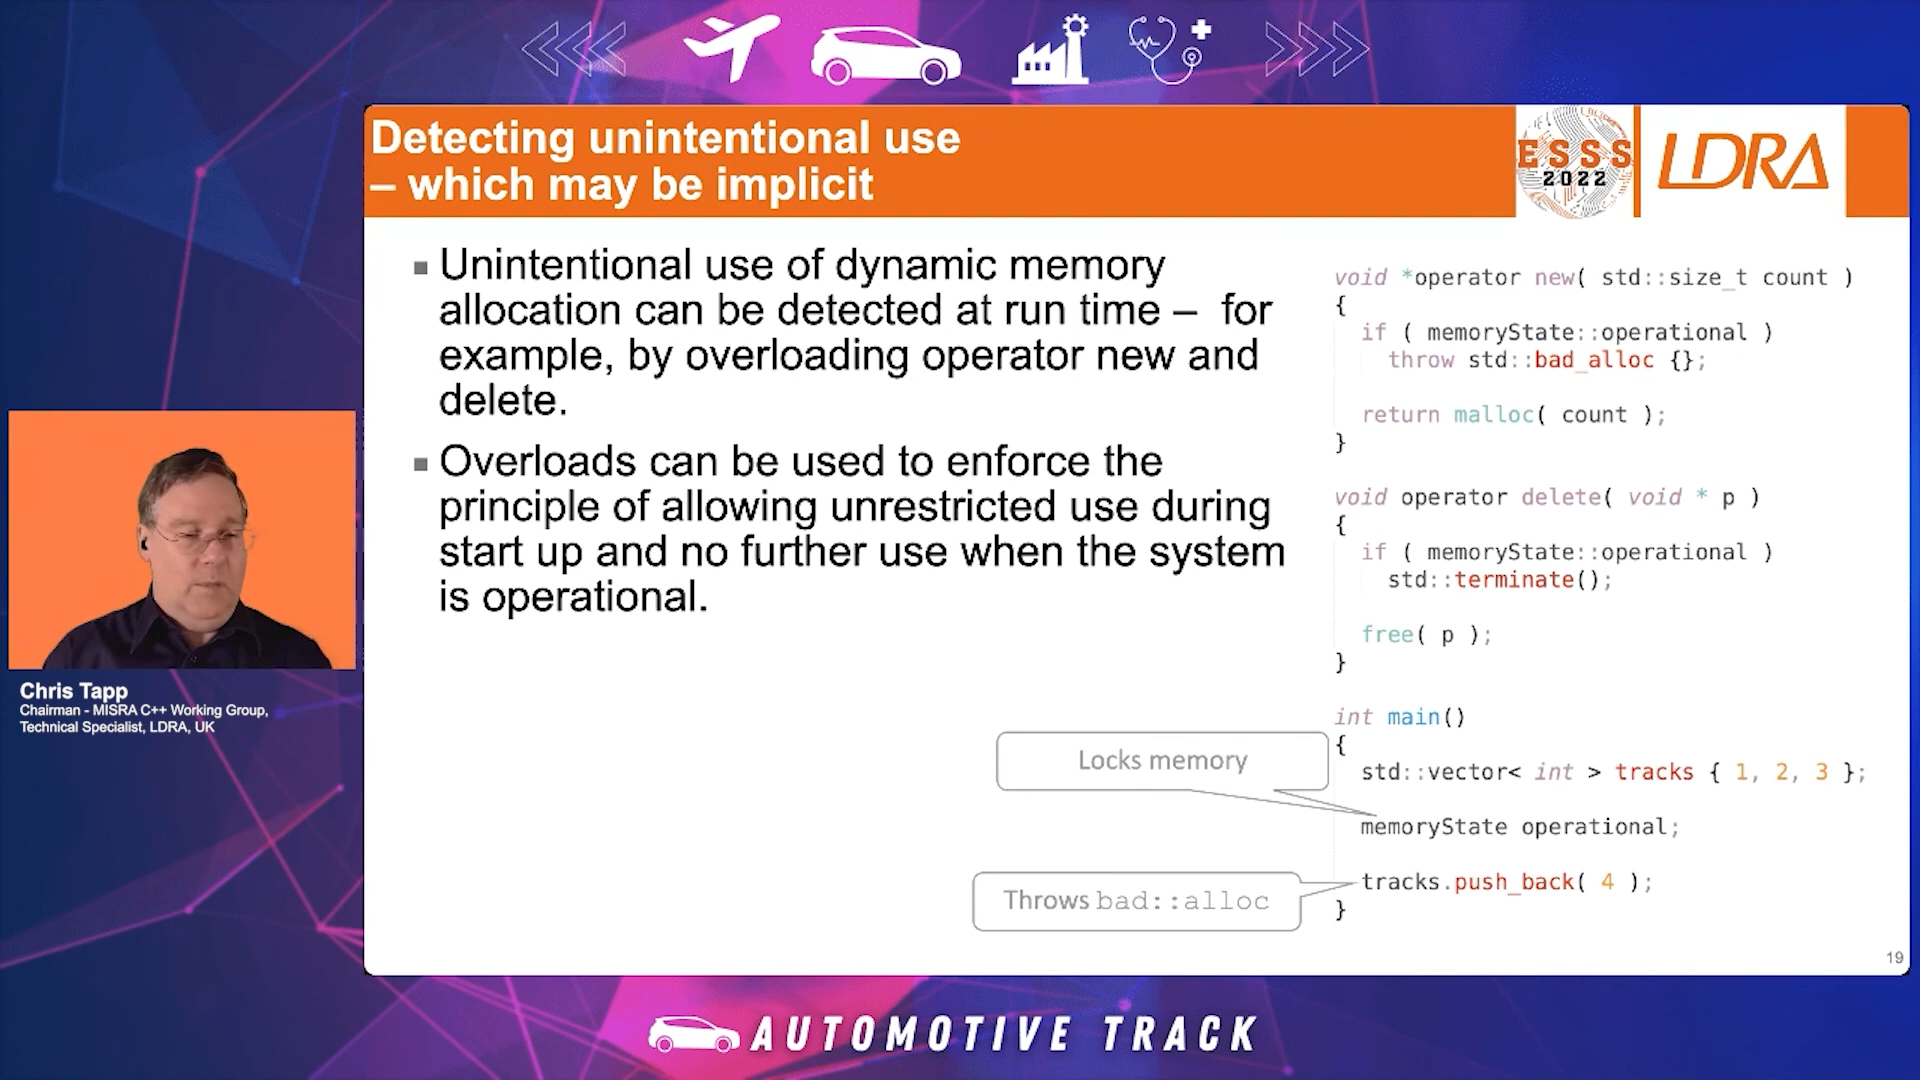 Detecting unintentional use
– which may be implicit
ESSS
2022
LDRA
Unintentional use of dynamic memory
allocation can be detected at run time – for
example, by overloading operator new and
delete.
Overloads can be used to enforce the
principle of allowing unrestricted use during
start up and no further use when the system
is operational.
void *operator new( std::size_t count )
{
if ( memoryState::operational )
throw std::bad_alloc {};
return malloc( count );
}
void operator delete( void * p )
{
if ( memoryState::operational )
std::terminate();
free( p );
}
int main()
{
std::vector< int > tracks { 1, 2, 3 };
memoryState operational;
tracks.push_back( 4 );
}
Locks memory
Throws bad::alloc
19
Chris Tapp
Chairman - MISRA C++ Working Group,
Technical Specialist, LDRA, UK
AUTOMOTIVE TRACK